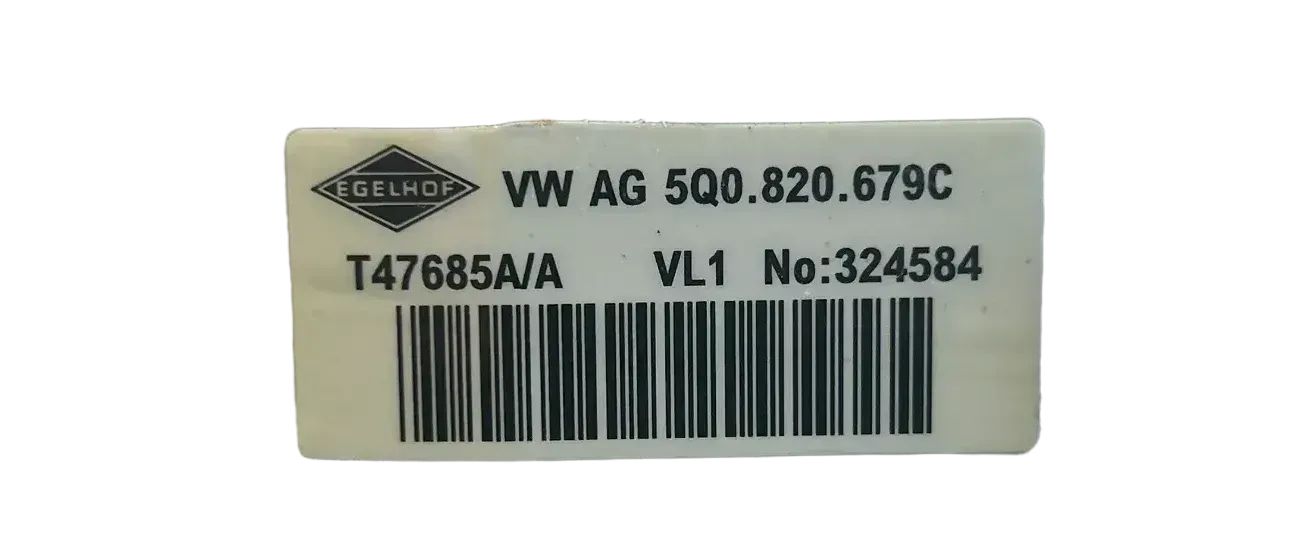 EGELHOF VW AG 5Q0.820.679C
T47685A/A VL1 No:324584